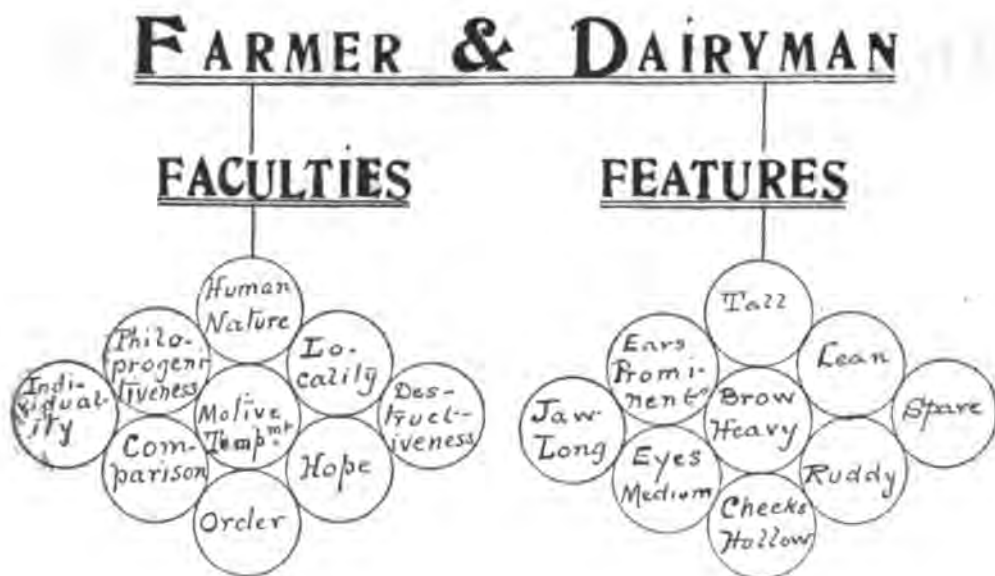 FARMER & DAIRYMAN
FACULTIES
Human
Nature
Philo-
progeni
tiveness
Lo-
cality
Indi-
vidual-
ity
Motive
Temp.mt
Des-
truct-
iveness
Com-
parison
Hope
Order
FEATURES
Tall
Ears
Promi-
nent
Lean
Jaw
Long
Brow
Heavy
Spare
Eyes
Medium
Ruddy
Cheeks
Hollow